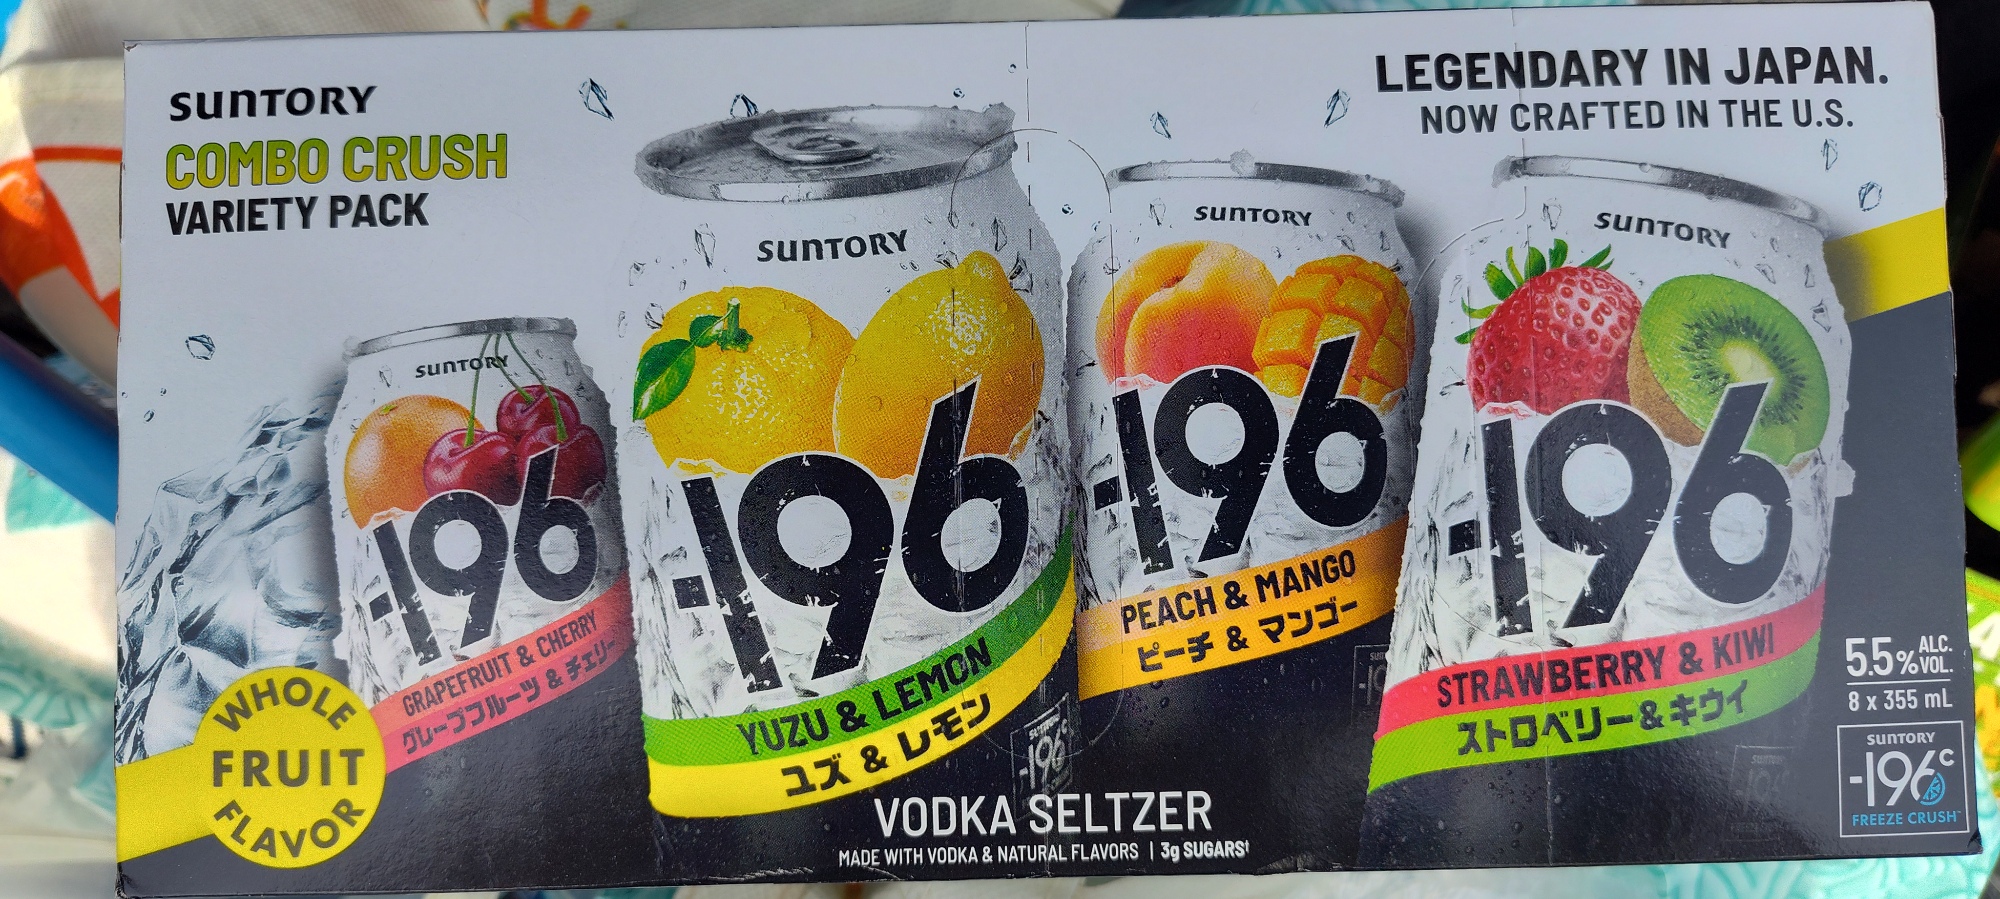 SUNTORY
COMBO CRUSH
VARIETY PACK
LEGENDARY IN JAPAN.
NOW CRAFTED IN THE U.S.
SUNTORY
-196
GRAPEFRUIT & CHERRY
グレープフルーツ & チェリー
SUNTORY
-196
YUZU & LEMON
ユズ & レモン
SUNTORY
-196
PEACH & MANGO
ピーチ & マンゴー
SUNTORY
-196
STRAWBERRY & KIWI
ストロベリー & キウイ
WHOLE
FRUIT
FLAVOR
VODKA SELTZER
MADE WITH VODKA & NATURAL FLAVORS | 3g SUGARS†
5.5% ALC.
VOL.
8 x 355 mL
SUNTORY
-196°C
FREEZE CRUSH™